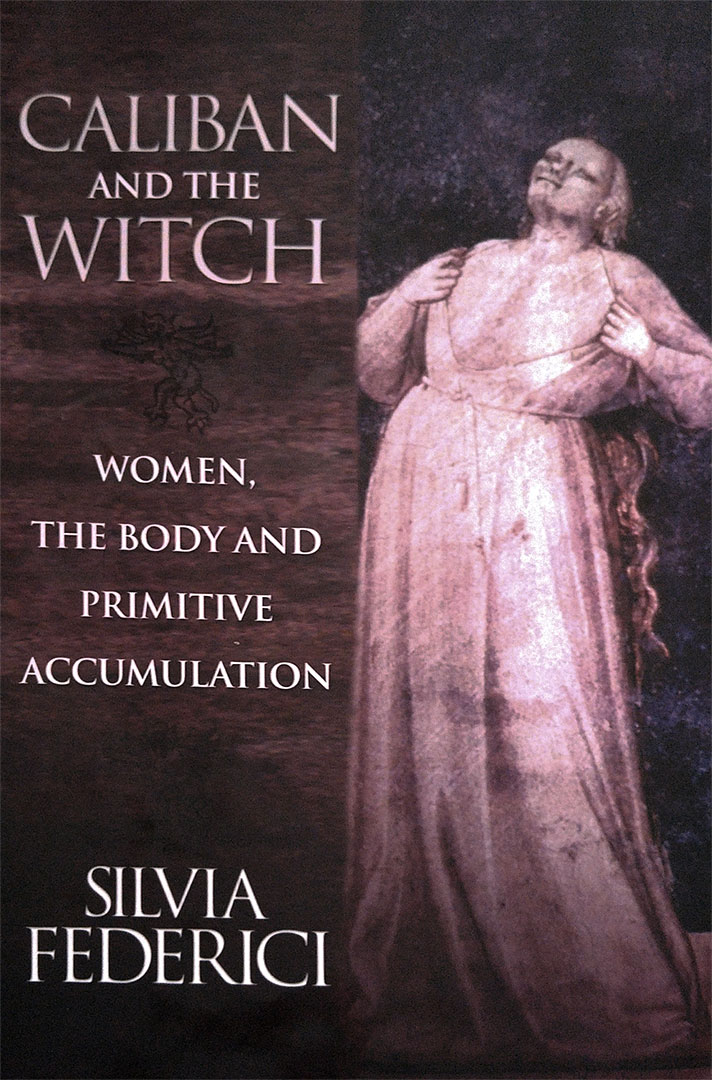 CALIBAN
AND THE
WITCH
WOMEN,
THE BODY AND
PRIMITIVE
ACCUMULATION
SILVIA
FEDERICI